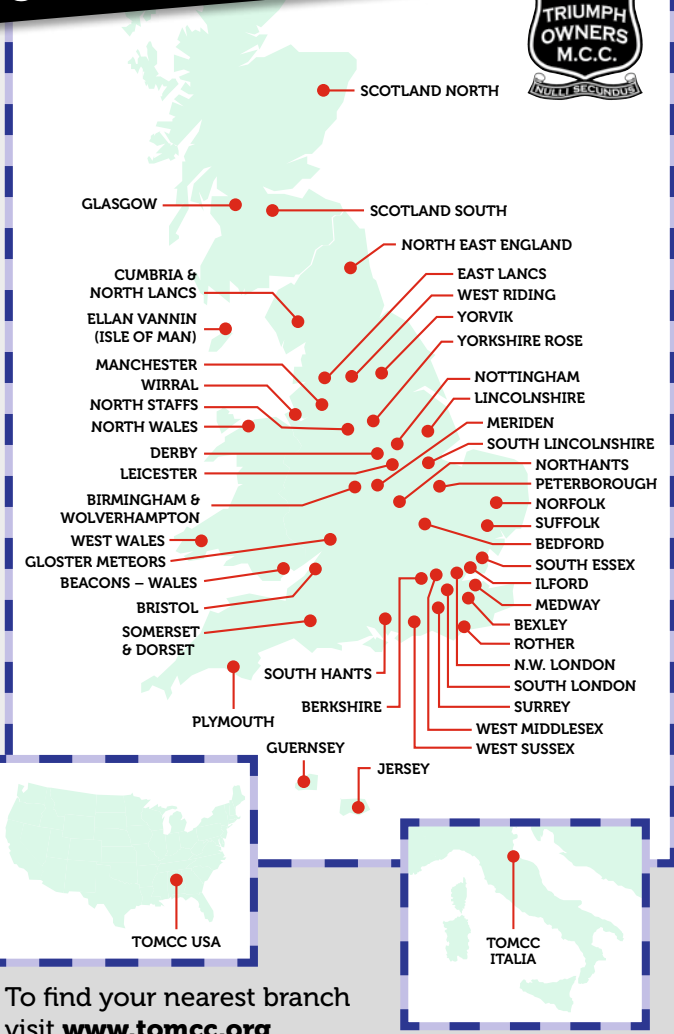 TRIUMPH
OWNERS
M.C.C.
NULLI SECUNDUS
SCOTLAND NORTH
GLASGOW
SCOTLAND SOUTH
NORTH EAST ENGLAND
CUMBRIA &
NORTH LANCS
ELLAN VANNIN
(ISLE OF MAN)
MANCHESTER
WIRRAL
NORTH STAFFS
NORTH WALES
DERBY
LEICESTER
BIRMINGHAM &
WOLVERHAMPTON
WEST WALES
GLOSTER METEORS
BEACONS – WALES
BRISTOL
SOMERSET
& DORSET
PLYMOUTH
EAST LANCS
WEST RIDING
YORVIK
YORKSHIRE ROSE
NOTTINGHAM
LINCOLNSHIRE
MERIDEN
SOUTH LINCOLNSHIRE
NORTHANTS
PETERBOROUGH
NORFOLK
SUFFOLK
BEDFORD
SOUTH ESSEX
ILFORD
MEDWAY
BEXLEY
ROTHER
N.W. LONDON
SOUTH LONDON
SURREY
WEST MIDDLESEX
WEST SUSSEX
SOUTH HANTS
BERKSHIRE
GUERNSEY
JERSEY
TOMCC USA
TOMCC
ITALIA
To find your nearest branch
visit www.tomcc.org